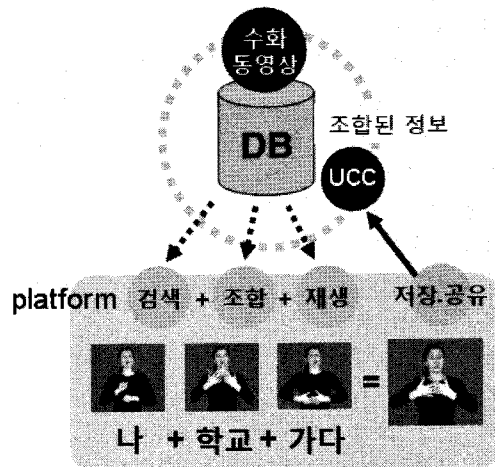 수화
동영상
DB
조합된 정보
UCC
platform 검색 + 조합 + 재생 저장.공유
=
나 + 학교 + 가다